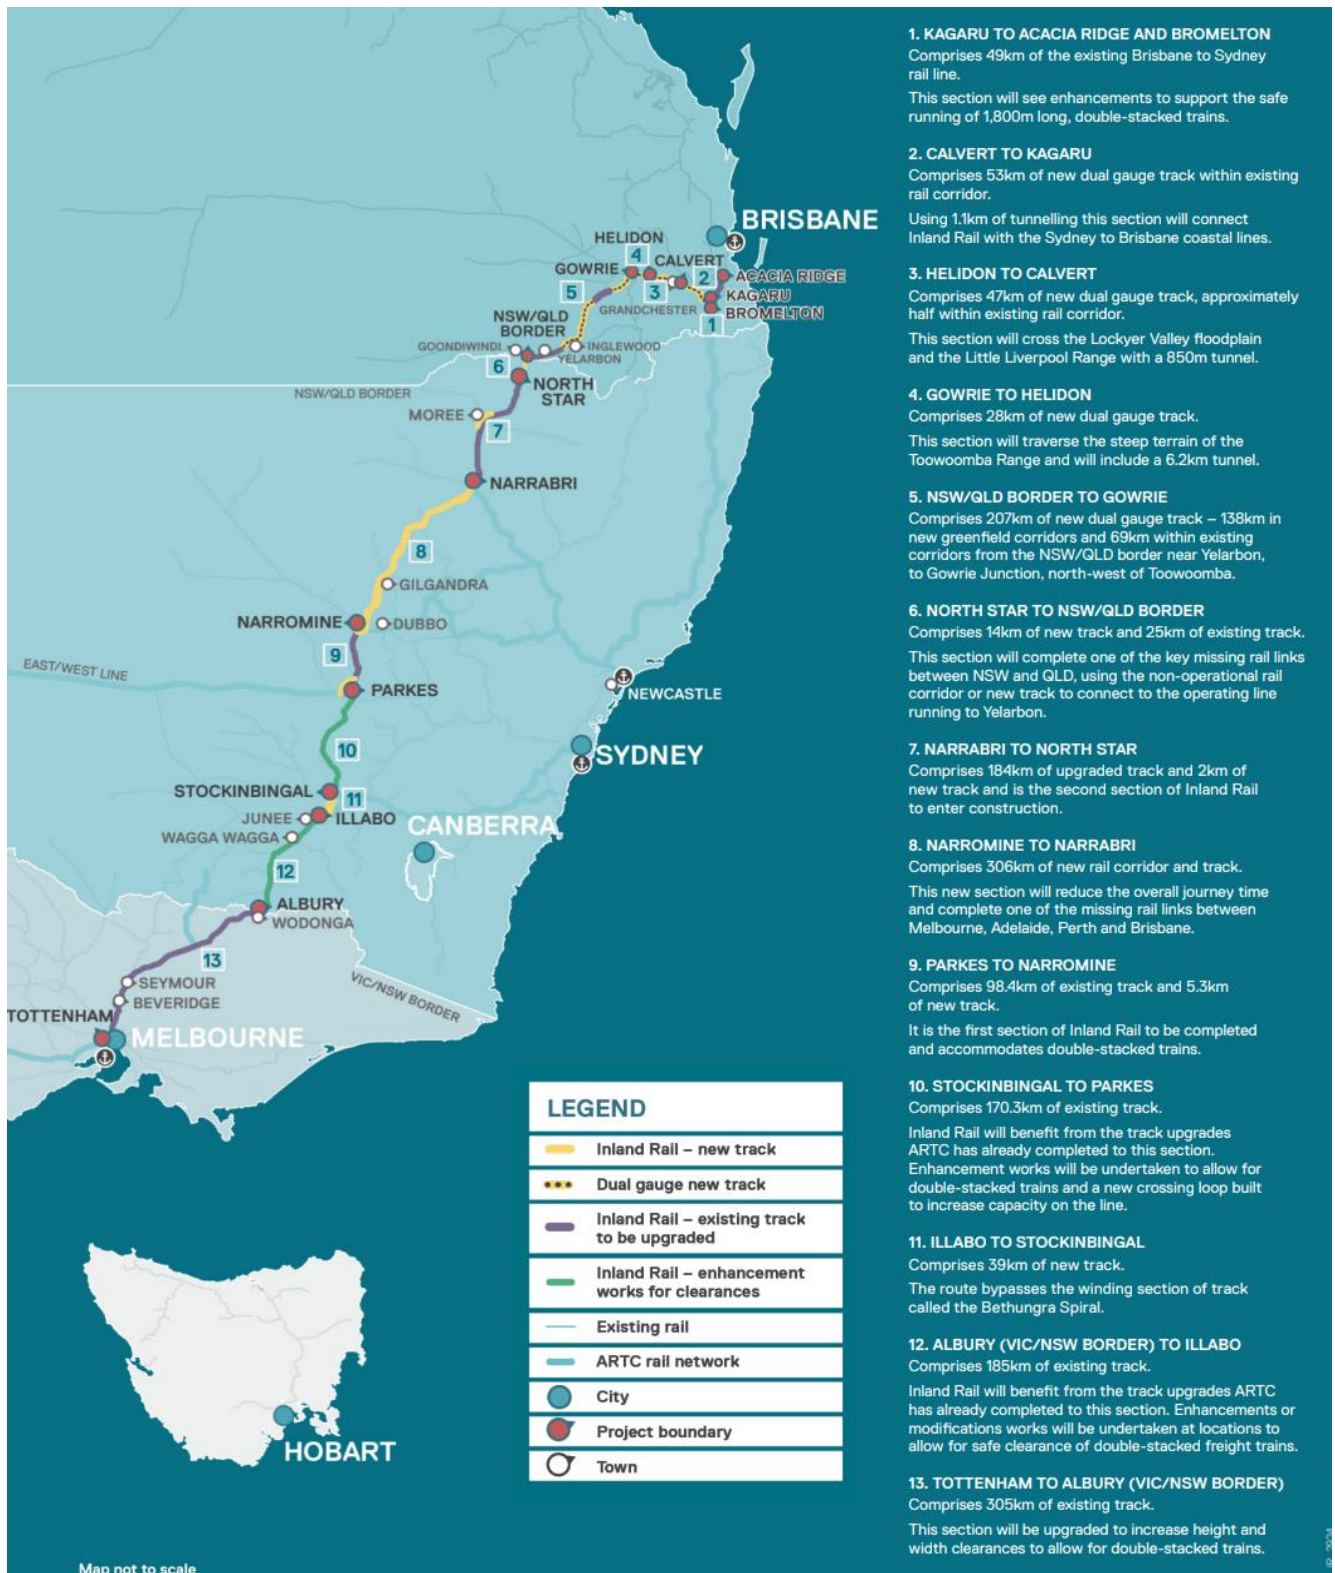 BRISBANE
HELIDON
4
CALVERT
GOWRIE
2
ACACIA RIDGE
5
3
KAGARU
GRANDCHESTER
BROMELTON
1
NSW/QLD
BORDER
GOONDIWINDI
INGLEWOOD
YELARBON
6
NORTH
STAR
NSW/QLD BORDER
MOREE
7
NARRABRI
8
GILGANDRA
NARROMINE
DUBBO
9
EAST/WEST LINE
PARKES
NEWCASTLE
10
SYDNEY
STOCKINBINGAL
11
JUNEE
ILLABO
CANBERRA
WAGGA WAGGA
12
ALBURY
WODONGA
13
SEYMOUR
VIC/NSW BORDER
BEVERIDGE
TOTTENHAM
MELBOURNE
LEGEND
Inland Rail – new track
Dual gauge new track
Inland Rail – existing track
to be upgraded
Inland Rail – enhancement
works for clearances
Existing rail
ARTC rail network
City
Project boundary
Town
HOBART
Map not to scale
1. KAGARU TO ACACIA RIDGE AND BROMELTON
Comprises 49km of the existing Brisbane to Sydney
rail line.
This section will see enhancements to support the safe
running of 1,800m long, double-stacked trains.
2. CALVERT TO KAGARU
Comprises 53km of new dual gauge track within existing
rail corridor.
Using 1.1km of tunnelling this section will connect
Inland Rail with the Sydney to Brisbane coastal lines.
3. HELIDON TO CALVERT
Comprises 47km of new dual gauge track, approximately
half within existing rail corridor.
This section will cross the Lockyer Valley floodplain
and the Little Liverpool Range with a 850m tunnel.
4. GOWRIE TO HELIDON
Comprises 28km of new dual gauge track.
This section will traverse the steep terrain of the
Toowoomba Range and will include a 6.2km tunnel.
5. NSW/QLD BORDER TO GOWRIE
Comprises 207km of new dual gauge track – 138km in
new greenfield corridors and 69km within existing
corridors from the NSW/QLD border near Yelarbon,
to Gowrie Junction, north-west of Toowoomba.
6. NORTH STAR TO NSW/QLD BORDER
Comprises 14km of new track and 25km of existing track.
This section will complete one of the key missing rail links
between NSW and QLD, using the non-operational rail
corridor or new track to connect to the operating line
running to Yelarbon.
7. NARRABRI TO NORTH STAR
Comprises 184km of upgraded track and 2km of
new track and is the second section of Inland Rail
to enter construction.
8. NARROMINE TO NARRABRI
Comprises 306km of new rail corridor and track.
This new section will reduce the overall journey time
and complete one of the missing rail links between
Melbourne, Adelaide, Perth and Brisbane.
9. PARKES TO NARROMINE
Comprises 98.4km of existing track and 5.3km
of new track.
It is the first section of Inland Rail to be completed
and accommodates double-stacked trains.
10. STOCKINBINGAL TO PARKES
Comprises 170.3km of existing track.
Inland Rail will benefit from the track upgrades
ARTC has already completed to this section.
Enhancement works will be undertaken to allow for
double-stacked trains and a new crossing loop built
to increase capacity on the line.
11. ILLABO TO STOCKINBINGAL
Comprises 39km of new track.
The route bypasses the winding section of track
called the Bethungra Spiral.
12. ALBURY (VIC/NSW BORDER) TO ILLABO
Comprises 185km of existing track.
Inland Rail will benefit from the track upgrades ARTC
has already completed to this section. Enhancements or
modifications works will be undertaken at locations to
allow for safe clearance of double-stacked freight trains.
13. TOTTENHAM TO ALBURY (VIC/NSW BORDER)
Comprises 305km of existing track.
This section will be upgraded to increase height and
width clearances to allow for double-stacked trains.